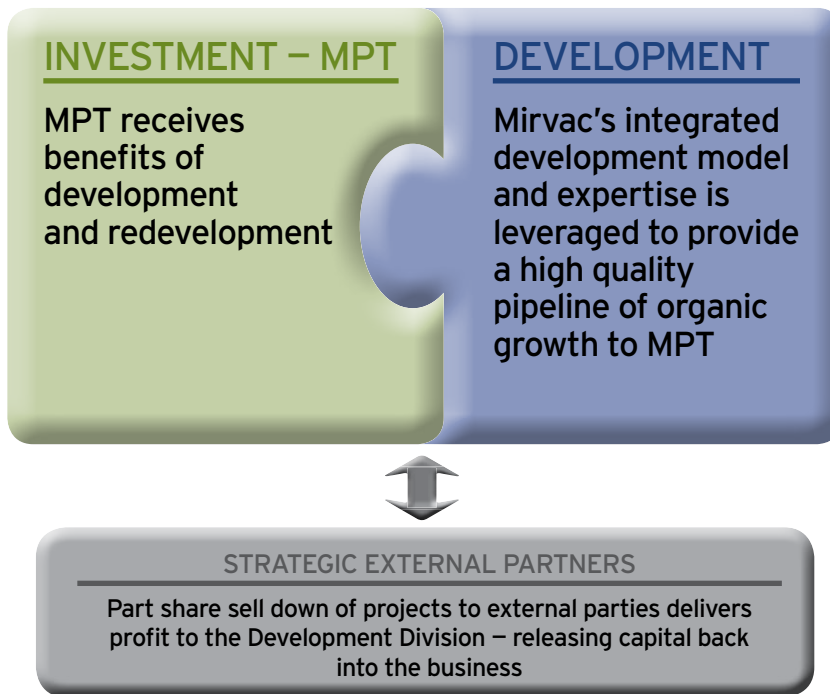 INVESTMENT – MPT
MPT receives
benefits of
development
and redevelopment
DEVELOPMENT
Mirvac's integrated
development model
and expertise is
leveraged to provide
a high quality
pipeline of organic
growth to MPT
STRATEGIC EXTERNAL PARTNERS
Part share sell down of projects to external parties delivers
profit to the Development Division – releasing capital back
into the business